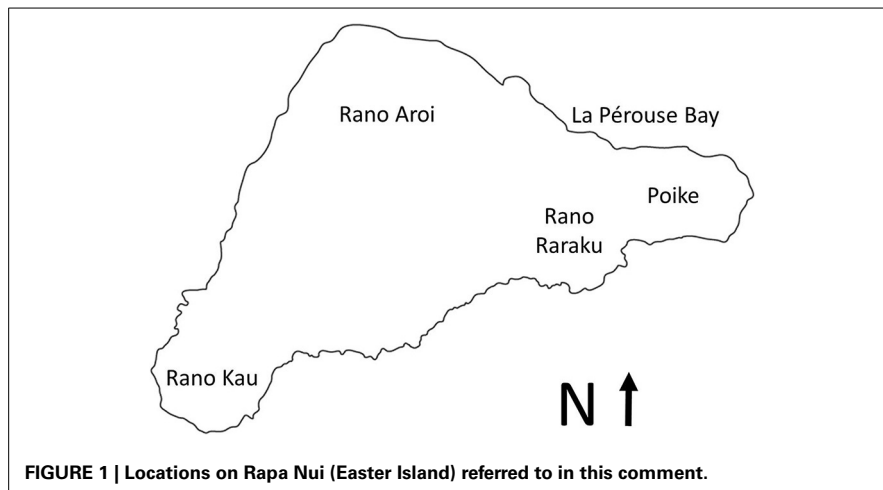 Rano Aroi
La Pérouse Bay
Poike
Rano
Raraku
Rano Kau
N
FIGURE 1 | Locations on Rapa Nui (Easter Island) referred to in this comment.